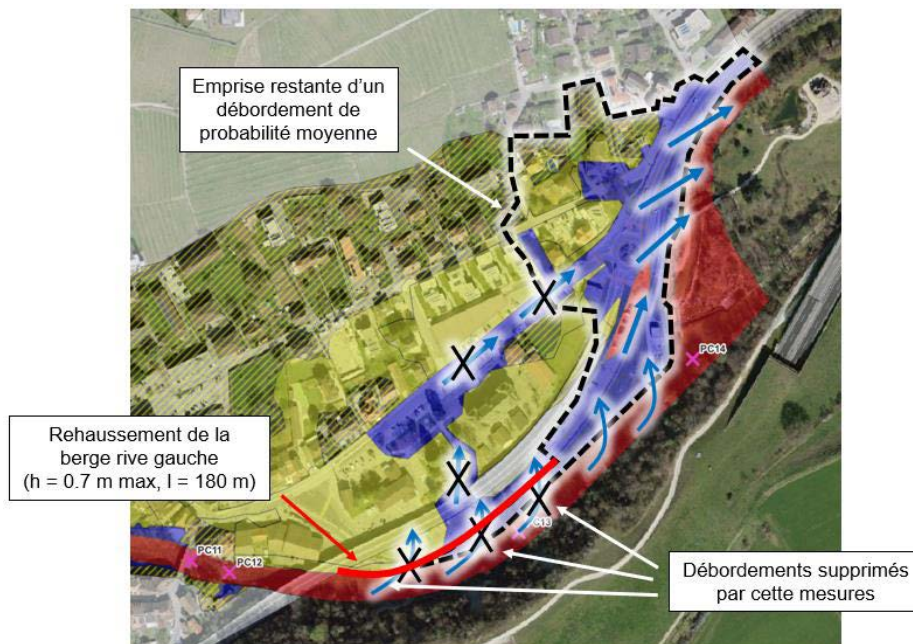 Emprise restante d'un
débordement de
probabilité moyenne
PC14
Rehaussement de la
berge rive gauche
(h = 0.7 m max, l = 180 m)
C13
PC11
PC12
Débordements supprimés
par cette mesures